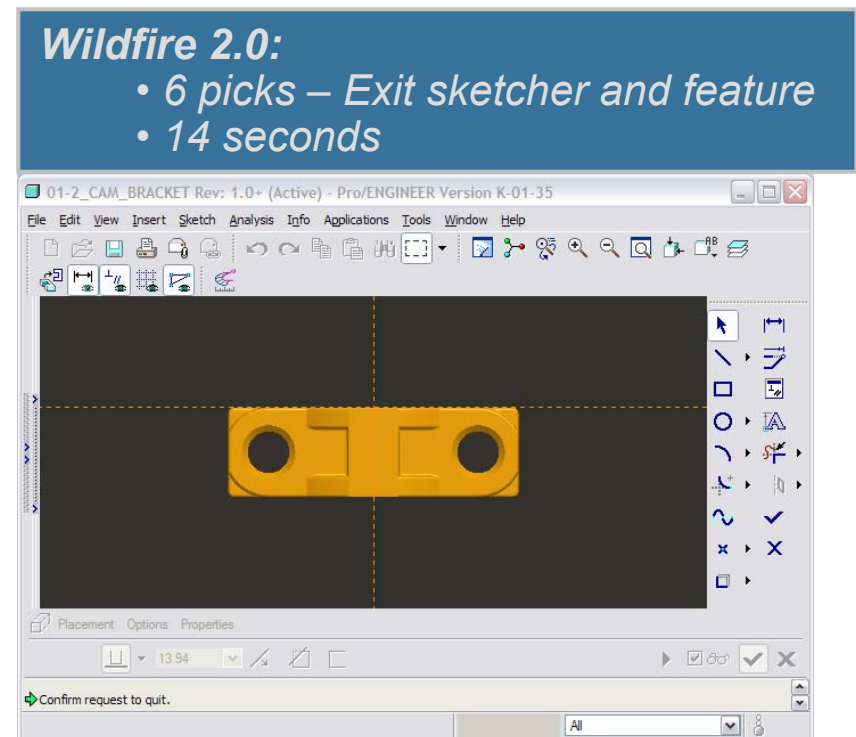 Wildfire 2.0:
• 6 picks – Exit sketcher and feature
• 14 seconds
01-2_CAM_BRACKET Rev: 1.0+ (Active) - Pro/ENGINEER Version K-01-35
File Edit View Insert Sketch Analysis Info Applications Tools Window Help
Placement Options Properties
13.94
Confirm request to quit.
All